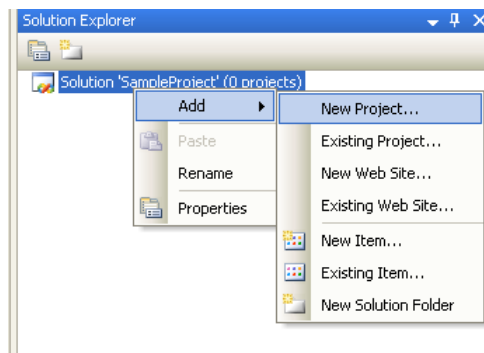 Solution Explorer
Solution 'SampleProject' (0 projects)
Add
Paste
Rename
Properties
New Project...
Existing Project...
New Web Site...
Existing Web Site...
New Item...
Existing Item...
New Solution Folder